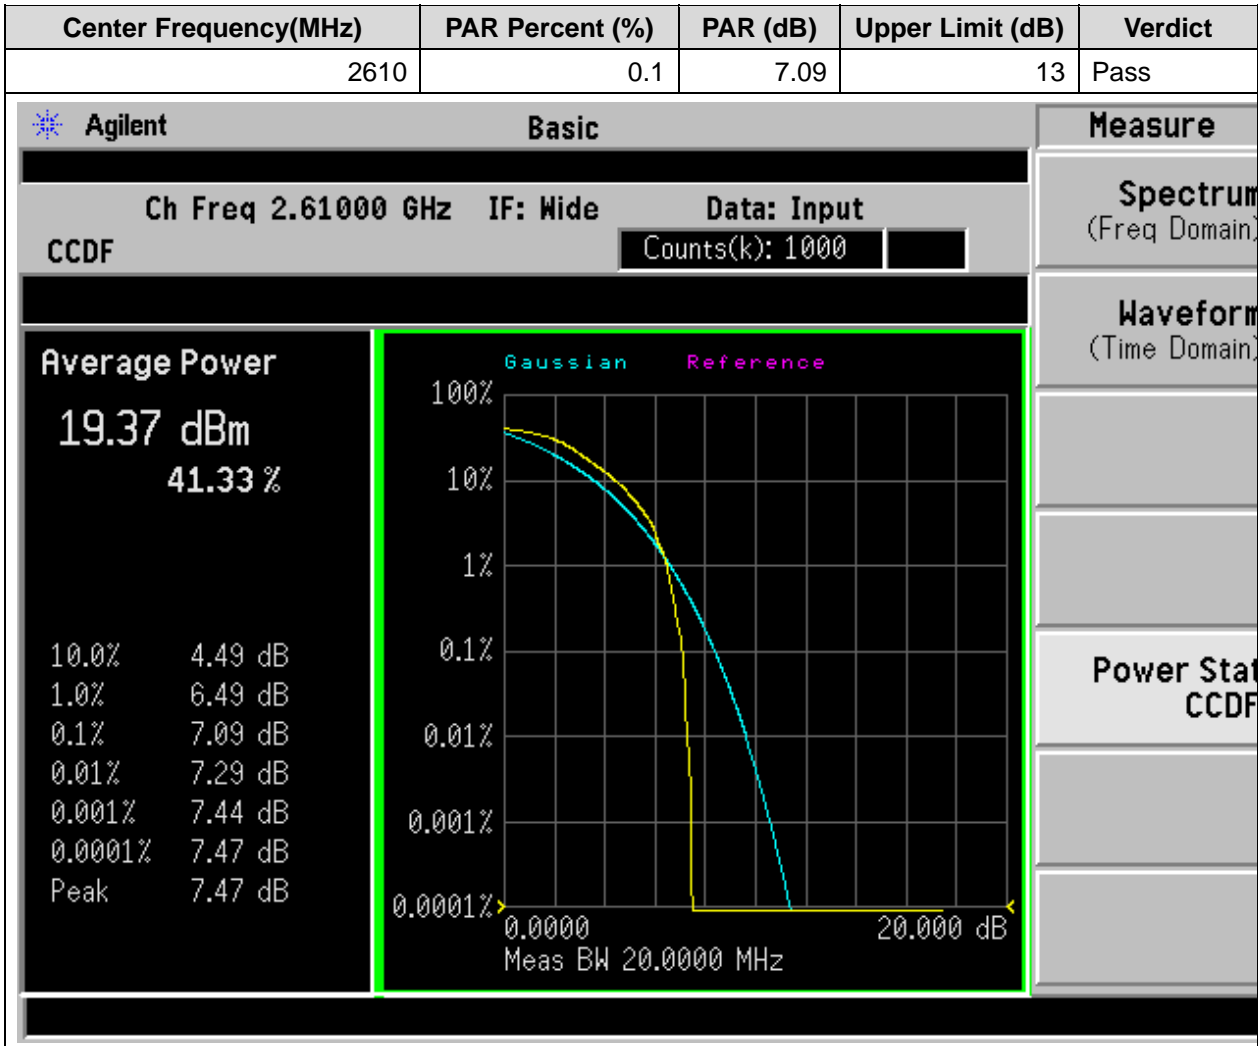 Center Frequency(MHz) PAR Percent (%) PAR (dB) Upper Limit (dB) Verdict
2610 0.1 7.09 13 Pass
Agilent Basic Measure
Ch Freq 2.61000 GHz IF: Wide Data: Input
CCDF Counts(k): 1000
Spectrum
(Freq Domain)
Waveform
(Time Domain)
Power Stat
CCDF
Average Power
19.37 dBm
41.33 %
10.0% 4.49 dB
1.0% 6.49 dB
0.1% 7.09 dB
0.01% 7.29 dB
0.001% 7.44 dB
0.0001% 7.47 dB
Peak 7.47 dB
Gaussian Reference
100%
10%
1%
0.1%
0.01%
0.001%
0.0001%
0.0000 20.000 dB
Meas BW 20.0000 MHz